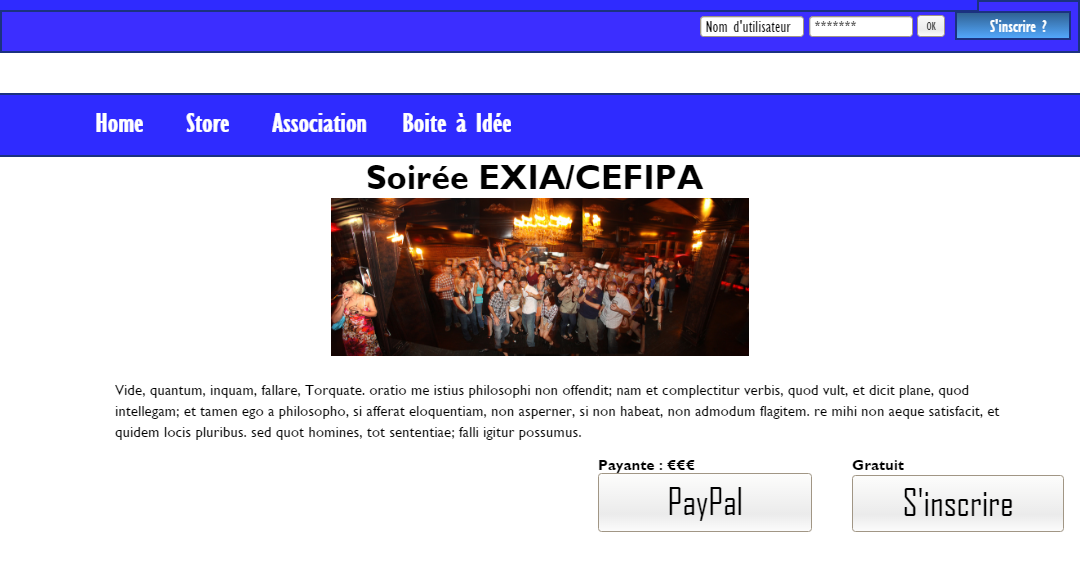 Nom d'utilisateur ******* OK S'inscrire ?
Home Store Association Boite à Idée
Soirée EXIA/CEFIPA
Vide, quantum, inquam, fallare, Torquate. oratio me istius philosophi non offendit; nam et complectitur verbis, quod vult, et dicit plane, quod
intellegam; et tamen ego a philosopho, si afferat eloquentiam, non asperner, si non habeat, non admodum flagitem. re mihi non aeque satisfacit, et
quidem locis pluribus. sed quot homines, tot sententiae; falli igitur possumus.
Payante : €€€ Gratuit
PayPal S'inscrire